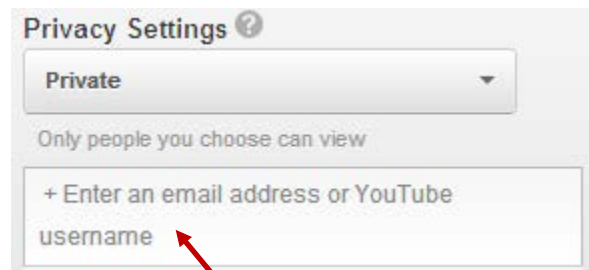 Privacy Settings ?
Private
Only people you choose can view
+ Enter an email address or YouTube
username